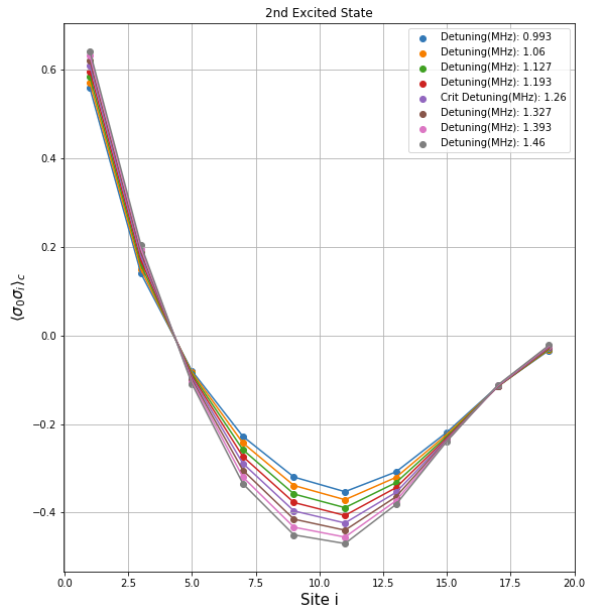 2nd Excited State
Detuning(MHz): 0.993
Detuning(MHz): 1.06
Detuning(MHz): 1.127
Detuning(MHz): 1.193
Crit Detuning(MHz): 1.26
Detuning(MHz): 1.327
Detuning(MHz): 1.393
Detuning(MHz): 1.46
0.6
0.4
0.2
0.0
−0.2
−0.4
⟨σ₀σᵢ⟩c
0.0 2.5 5.0 7.5 10.0 12.5 15.0 17.5 20.0
Site i